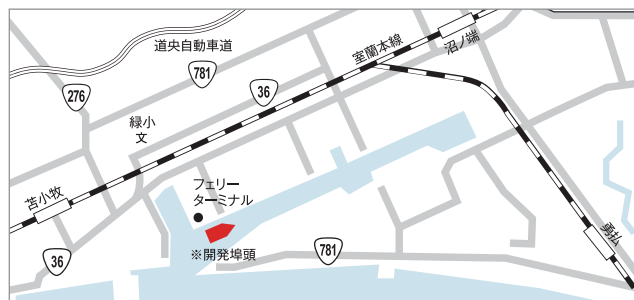 道央自動車道
室蘭本線
沼ノ端
781
276
36
緑小
文
苫小牧
フェリー
ターミナル
※開発埠頭
781
36
勇払